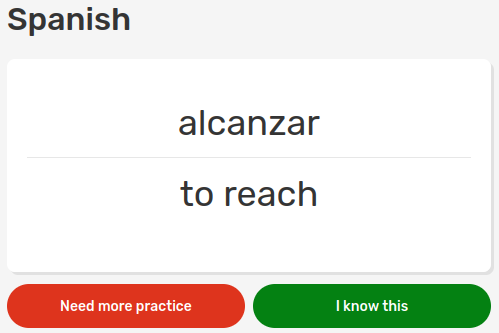 Spanish
alcanzar
to reach
Need more practice
I know this